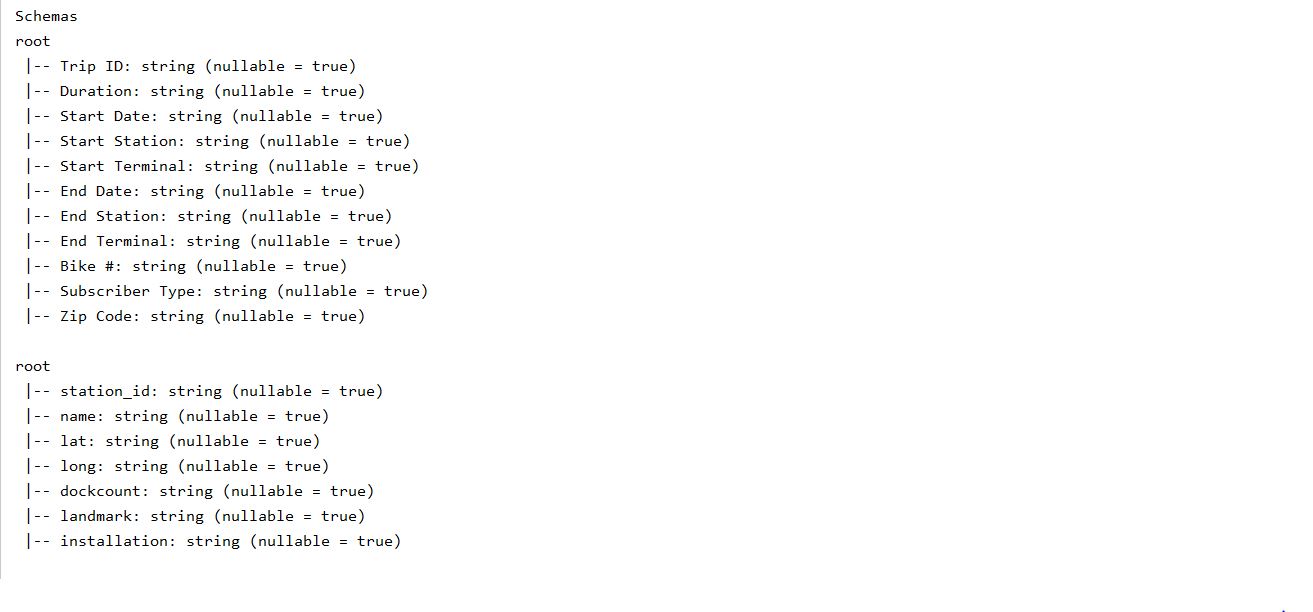 Schemas
root
|-- Trip ID: string (nullable = true)
|-- Duration: string (nullable = true)
|-- Start Date: string (nullable = true)
|-- Start Station: string (nullable = true)
|-- Start Terminal: string (nullable = true)
|-- End Date: string (nullable = true)
|-- End Station: string (nullable = true)
|-- End Terminal: string (nullable = true)
|-- Bike #: string (nullable = true)
|-- Subscriber Type: string (nullable = true)
|-- Zip Code: string (nullable = true)
root
|-- station_id: string (nullable = true)
|-- name: string (nullable = true)
|-- lat: string (nullable = true)
|-- long: string (nullable = true)
|-- dockcount: string (nullable = true)
|-- landmark: string (nullable = true)
|-- installation: string (nullable = true)